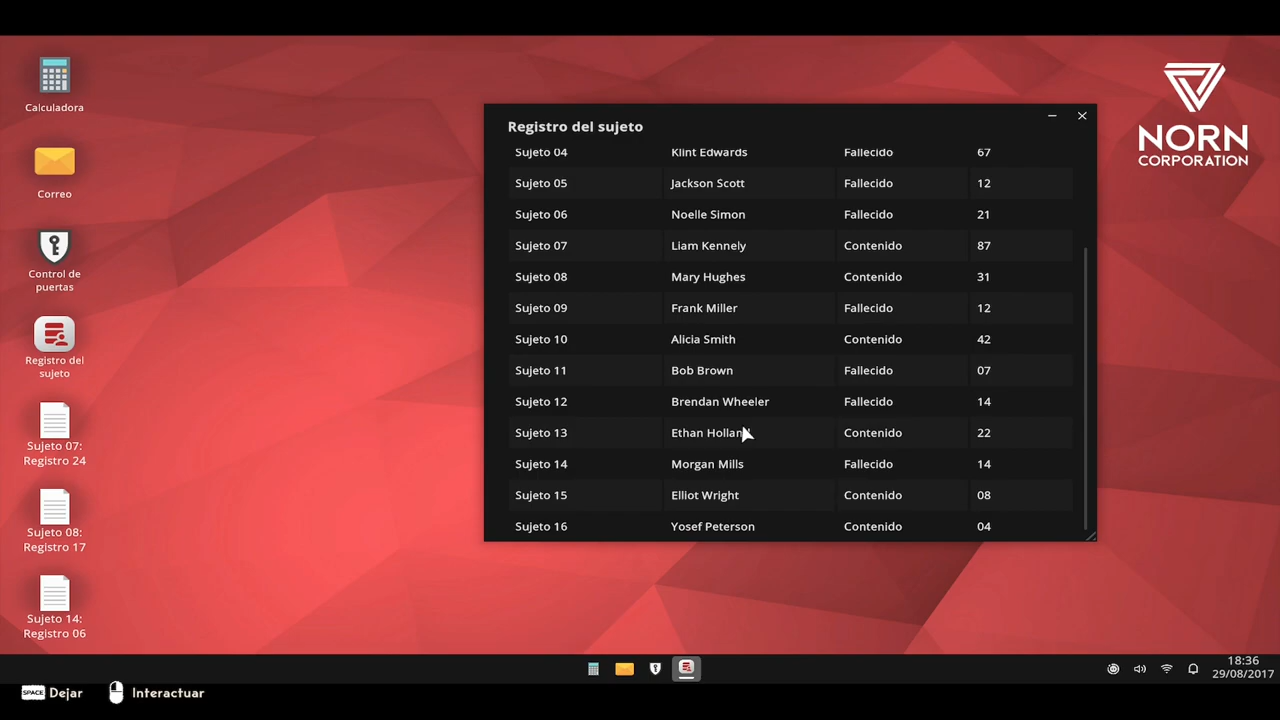 Calculadora
Correo
Control de
puertas
Registro del
sujeto
Sujeto 07:
Registro 24
Sujeto 08:
Registro 17
Sujeto 14:
Registro 06
Registro del sujeto
Sujeto 04 Klint Edwards Fallecido 67
Sujeto 05 Jackson Scott Fallecido 12
Sujeto 06 Noelle Simon Fallecido 21
Sujeto 07 Liam Kennely Contenido 87
Sujeto 08 Mary Hughes Contenido 31
Sujeto 09 Frank Miller Fallecido 12
Sujeto 10 Alicia Smith Contenido 42
Sujeto 11 Bob Brown Fallecido 07
Sujeto 12 Brendan Wheeler Fallecido 14
Sujeto 13 Ethan Contenido 22
Sujeto 14 Morgan Mills Fallecido 14
Sujeto 15 Elliot Wright Contenido 08
Sujeto 16 Yosef Peterson Contenido 04
NORN
CORPORATION
18:36
29/08/2017
SPACE Dejar Interactuar